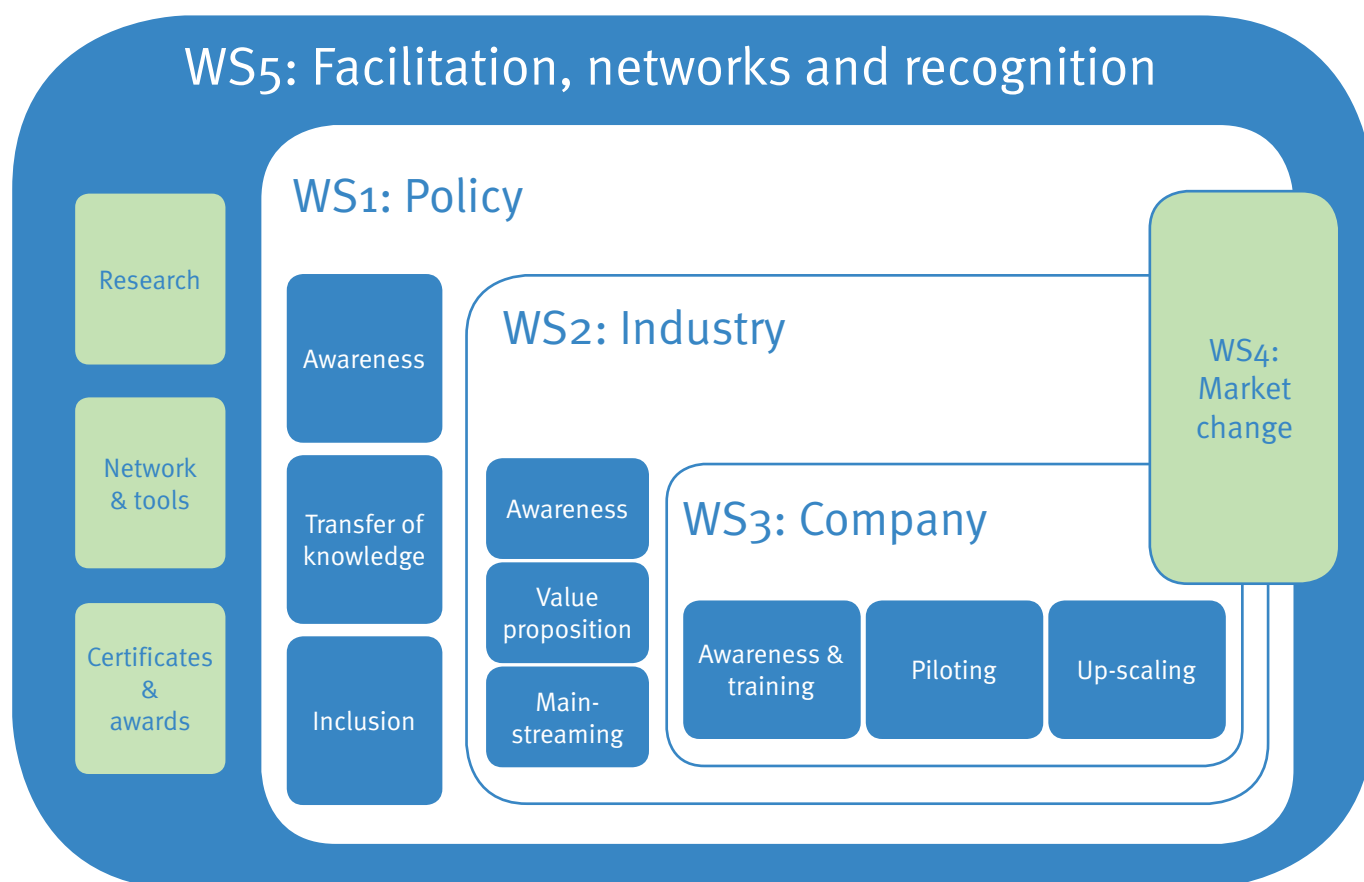 WS5: Facilitation, networks and recognition
Research
Network
& tools
Certificates
&
awards
WS1: Policy
Awareness
Transfer of
knowledge
Inclusion
WS2: Industry
Awareness
Value
proposition
Main-
streaming
WS3: Company
Awareness &
training
Piloting
Up-scaling
WS4:
Market
change